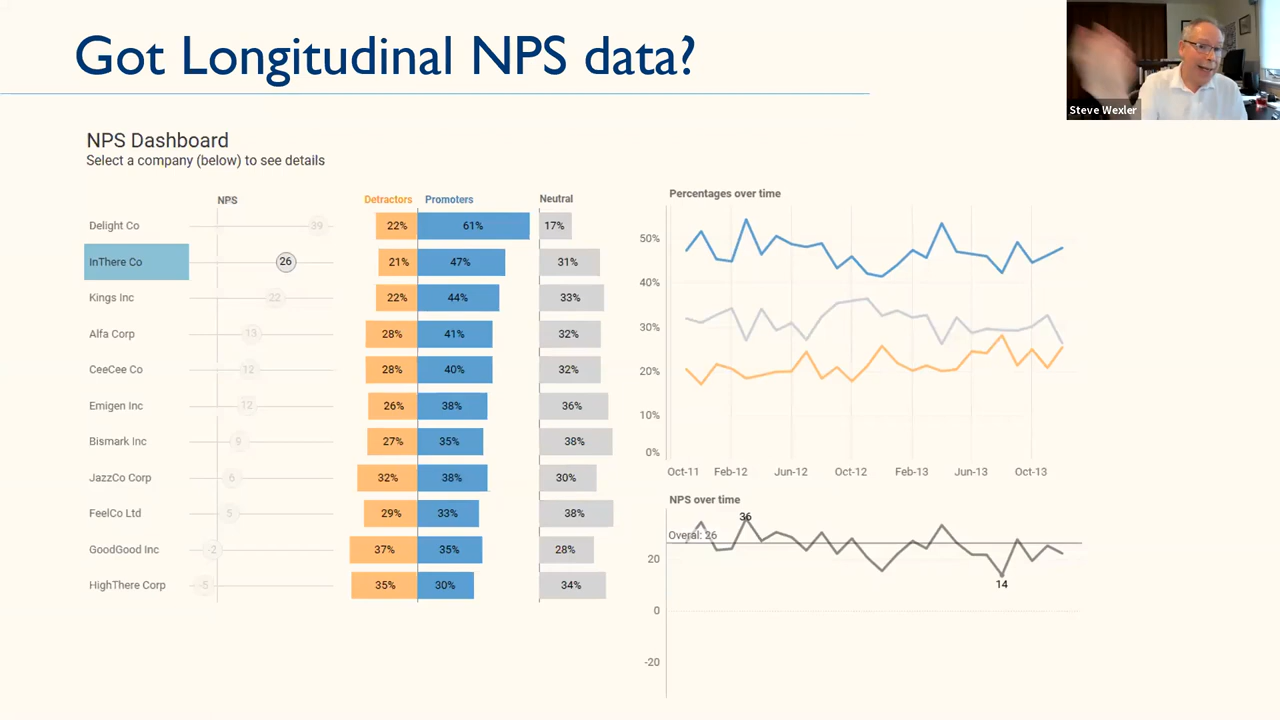 Got Longitudinal NPS data?
Steve Wexler
NPS Dashboard
Select a company (below) to see details
NPS Detractors Promoters Neutral
Delight Co 39 22% 61% 17%
InThere Co 26 21% 47% 31%
Kings Inc 22 22% 44% 33%
Alfa Corp 13 28% 41% 32%
CeeCee Co 12 28% 40% 32%
Emigen Inc 12 26% 38% 36%
Bismark Inc 9 27% 35% 38%
JazzCo Corp 6 32% 38% 30%
FeelCo Ltd 5 29% 33% 38%
GoodGood Inc -2 37% 35% 28%
HighThere Corp -5 35% 30% 34%
Percentages over time
50%
40%
30%
20%
10%
0%
Oct-11 Feb-12 Jun-12 Oct-12 Feb-13 Jun-13 Oct-13
NPS over time
36
Overal: 26
20
14
0
-20